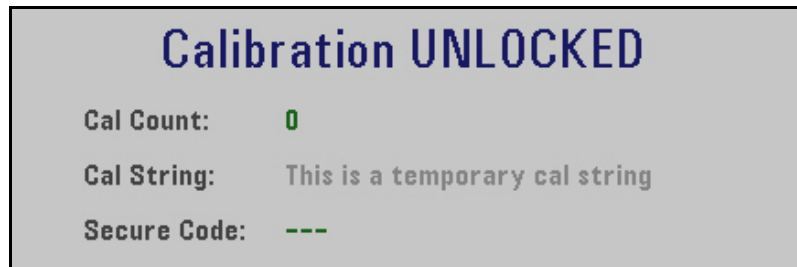 Calibration UNLOCKED
Cal Count: 0
Cal String: This is a temporary cal string
Secure Code: ---